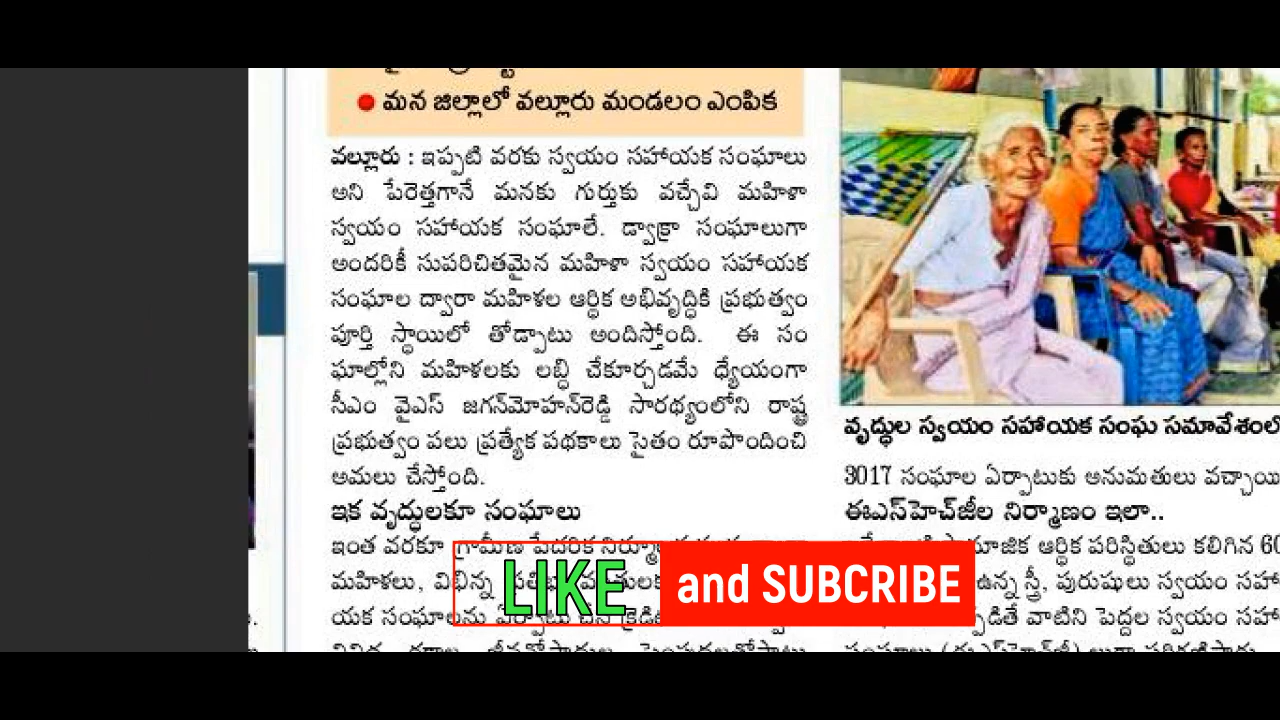 మన జిల్లాలో వల్లూరు మండలం ఎంపిక
వల్లూరు : ఇప్పటి వరకు స్వయం సహాయక సంఘాలు
అని పేరెత్తగానే మనకు గుర్తుకు వచ్చేవి మహిళా
స్వయం సహాయక సంఘాలే. డ్వాక్రా సంఘాలుగా
అందరికీ సుపరిచితమైన మహిళా స్వయం సహాయక
సంఘాల ద్వారా మహిళల ఆర్ధిక అభివృద్ధికి ప్రభుత్వం
పూర్తి స్థాయిలో తోడ్పాటు అందిస్తోంది. ఈ సం
ఘాల్లోని మహిళలకు లబ్ధి చేకూర్చడమే ధ్యేయంగా
సీఎం వైఎస్ జగన్‌మోహన్‌రెడ్డి సారథ్యంలోని రాష్ట్ర
ప్రభుత్వం పలు ప్రత్యేక పథకాలు సైతం రూపొందించి
అమలు చేస్తోంది.
ఇక వృద్ధులకూ సంఘాలు
ఇంత వరకూ గ్రామీణ పేదరిక
మహిళలు, విభిన్న
యక సంఘాలను
LIKE and SUBCRIBE
వృద్ధుల స్వయం సహాయక సంఘ సమావేశంలో
3017 సంఘాల ఏర్పాటుకు అనుమతులు వచ్చాయి
ఈఎస్‌హెచ్‌జీల నిర్మాణం ఇలా..
ఆర్ధిక పరిస్థితులు కలిగిన 60
ఉన్న స్త్రీ, పురుషులు స్వయం సహా
వాటిని పెద్దల స్వయం సహా